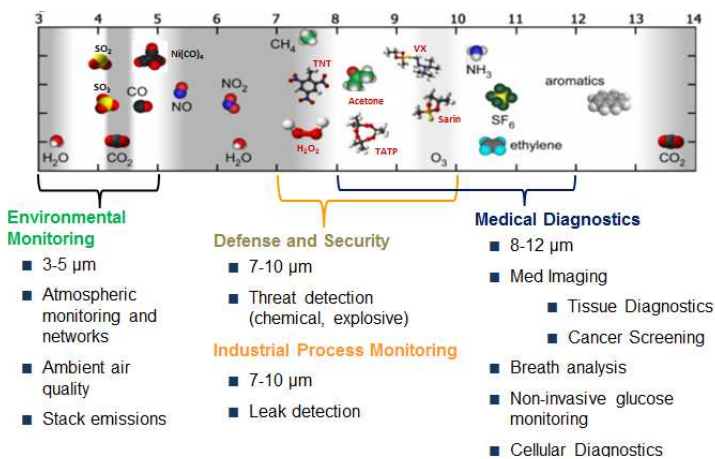 3 4 5 6 7 8 9 10 11 12 13 14
SO2 Ni(CO)4 CH4 VX NH3
TNT aromatics
SO3 CO NO NO2 Acetone Sarin SF6
H2O CO2 H2O H2O2 TATP O3 ethylene CO2
Environmental
Monitoring
■ 3-5 µm
■ Atmospheric
monitoring and
networks
■ Ambient air
quality
■ Stack emissions
Defense and Security
■ 7-10 µm
■ Threat detection
(chemical, explosive)
Industrial Process Monitoring
■ 7-10 µm
■ Leak detection
Medical Diagnostics
■ 8-12 µm
■ Med Imaging
■ Tissue Diagnostics
■ Cancer Screening
■ Breath analysis
■ Non-invasive glucose
monitoring
■ Cellular Diagnostics